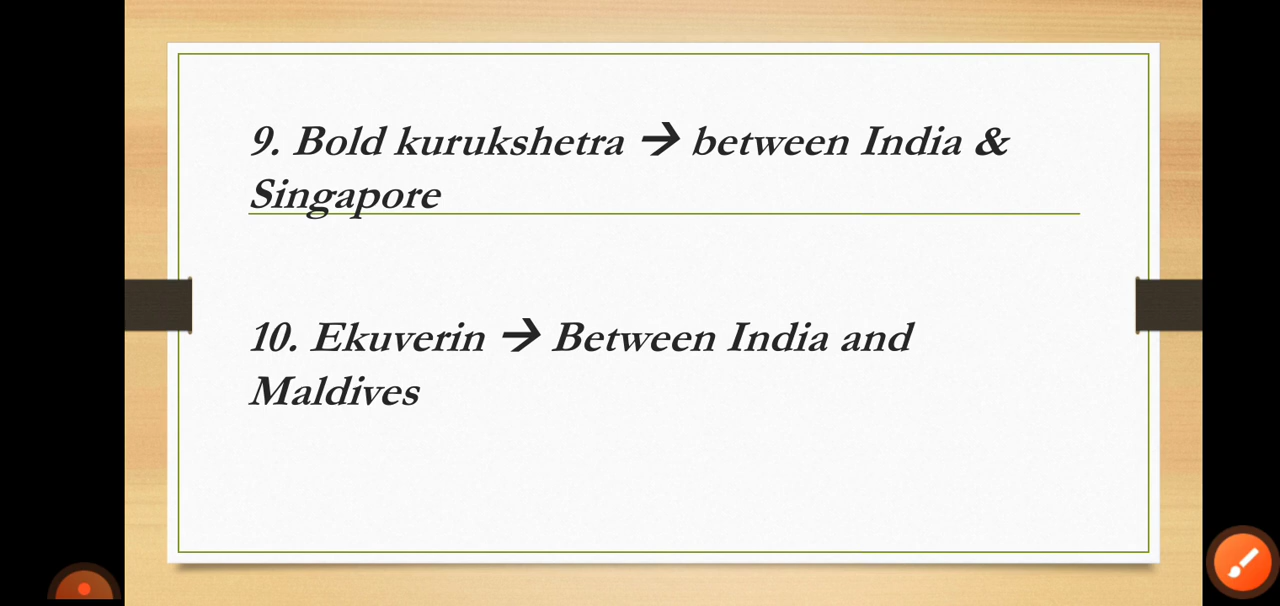 9. Bold kurukshetra → between India &
Singapore
10. Ekuverin → Between India and
Maldives